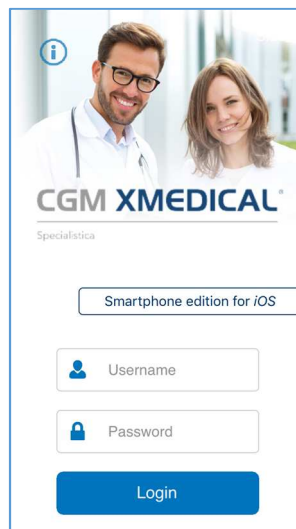 CGM XMEDICAL®
Specialistica
Smartphone edition for iOS
Username
Password
Login